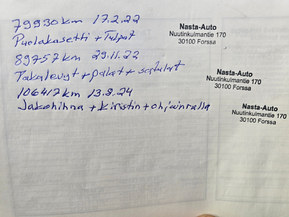 79930 km 17.2.22
Puolakasetti + Tulpat
89757 km 29.11.22
Takalevyt + palat + satulat
106417 km 13.8.24
Jakohihna + kiristin + ohjainrulla
Nasta-Auto
Nuutinkulmantie 170
30100 Forssa
Nasta-Auto
Nuutinkulmantie 170
30100 Forssa
Nasta-Auto
Nuutinkulmantie 170
30100 Forssa